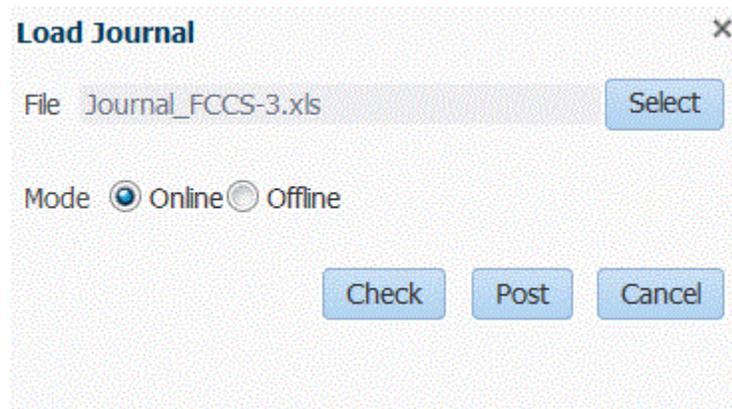 Load Journal
File Journal_FCCS-3.xls Select
Mode Online Offline
Check Post Cancel